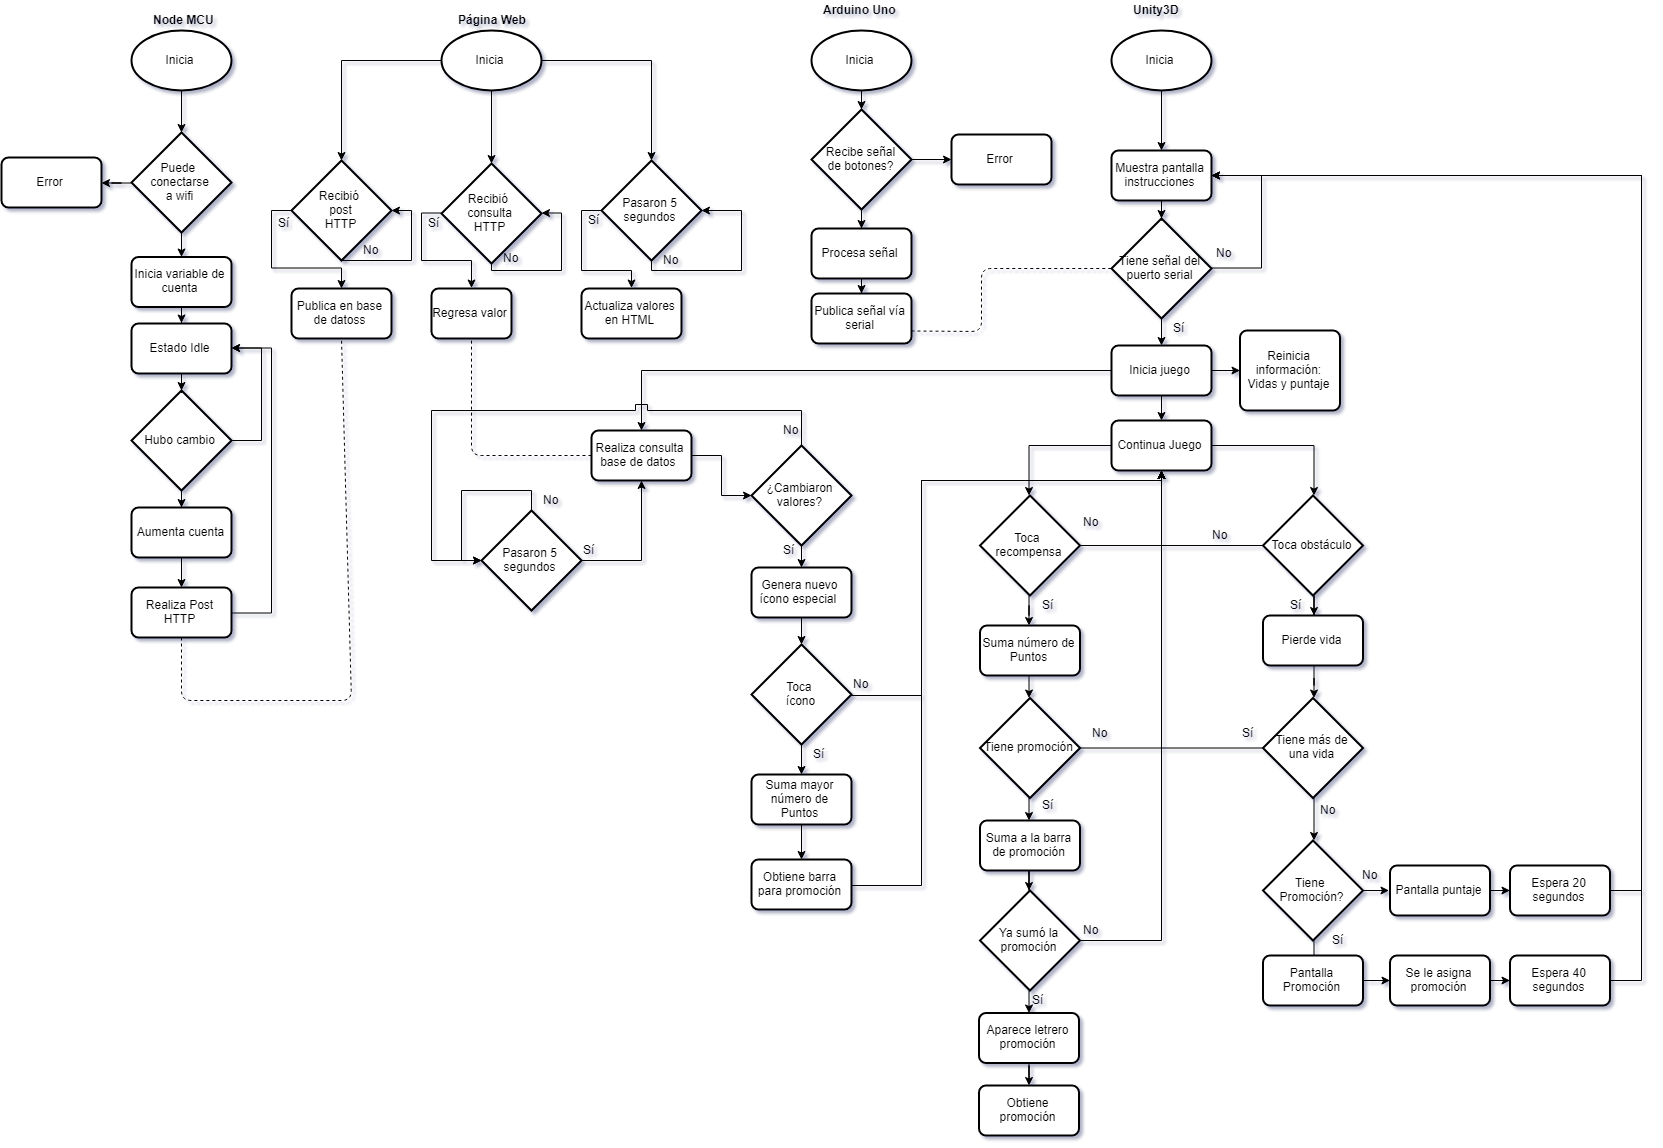 Node MCU
Inicia
Puede
conectarse
a wifi
Error
Inicia variable de
cuenta
Estado Idle
Hubo cambio
Aumenta cuenta
Realiza Post
HTTP
Página Web
Inicia
Recibió
post
HTTP
Sí
No
Publica en base
de datoss
Recibió
consulta
HTTP
Sí
No
Regresa valor
Pasaron 5
segundos
Sí
No
Actualiza valores
en HTML
Arduino Uno
Inicia
Recibe señal
de botones?
Error
Procesa señal
Publica señal vía
serial
Unity3D
Inicia
Muestra pantalla
instrucciones
Tiene señal del
puerto serial
No
Sí
Inicia juego
Reinicia
información:
Vidas y puntaje
Continua Juego
Realiza consulta
base de datos
No
¿Cambiaron
valores?
Sí
No
Pasaron 5
segundos
Sí
Genera nuevo
ícono especial
Toca
ícono
No
Sí
Suma mayor
número de
Puntos
Obtiene barra
para promoción
Toca
recompensa
No
Sí
Suma número de
Puntos
Tiene promoción
No
Sí
Suma a la barra
de promoción
Ya sumó la
promoción
No
Sí
Aparece letrero
promoción
Obtiene
promoción
No
Toca obstáculo
Sí
Pierde vida
Sí
Tiene más de
una vida
No
Tiene
Promoción?
No
Pantalla puntaje
Espera 20
segundos
Sí
Pantalla
Promoción
Se le asigna
promoción
Espera 40
segundos